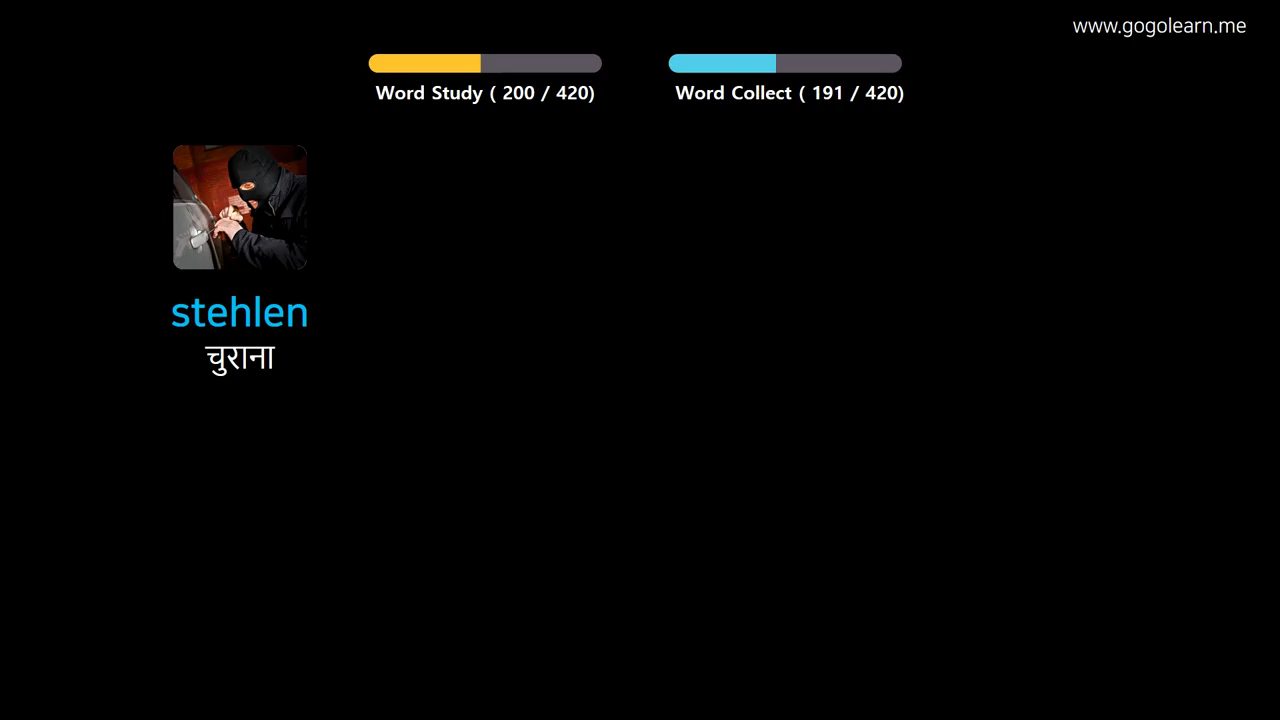 www.gogolearn.me
Word Study ( 200 / 420)
Word Collect ( 191 / 420)
stehlen
चुराना